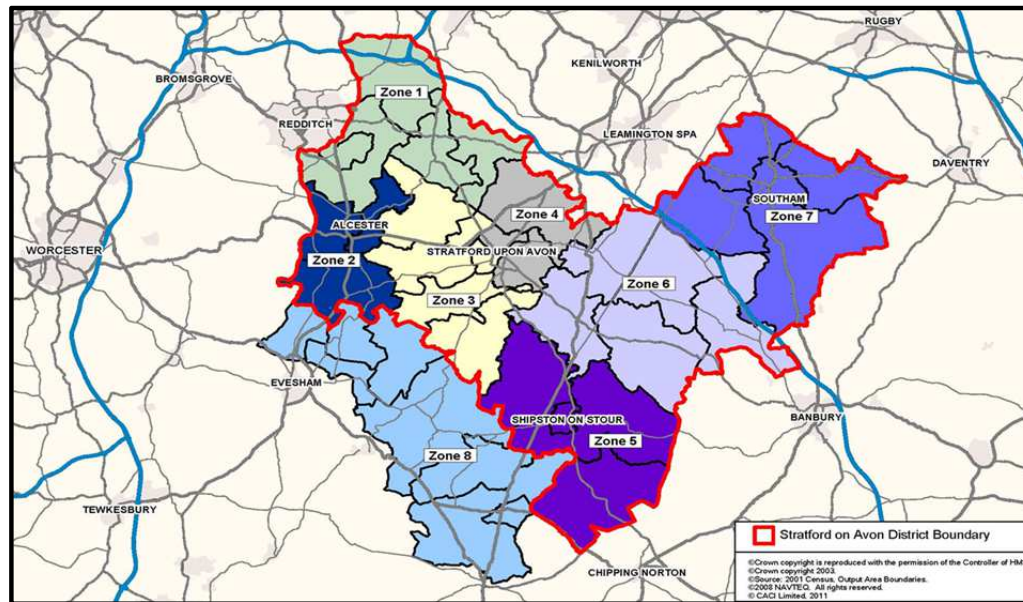 RUGBY
BROMSGROVE
KENILWORTH
Zone 1
REDDITCH
LEAMINGTON SPA
DAVENTRY
SOUTHAM
Zone 7
Zone 4
ALCESTER
WORCESTER
STRATFORD UPON AVON
Zone 2
Zone 6
Zone 3
EVESHAM
BANBURY
SHIPSTON ON STOUR
Zone 5
Zone 8
TEWKESBURY
CHIPPING NORTON
Stratford on Avon District Boundary
©Crown copyright is reproduced with the permission of the Controller of HM
©Crown copyright 2003.
©Source: 2001 Census, Output Area Boundaries.
©2008 NAVTEQ. All rights reserved.
© CACI Limited, 2011